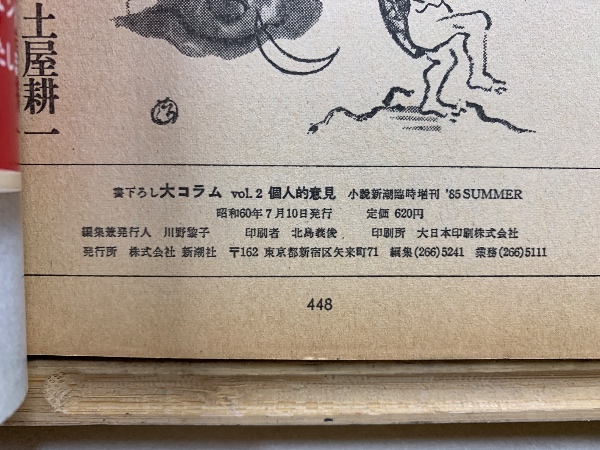 土屋耕一
書下ろし大コラム vol.2 個人的意見 小説新潮臨時増刊 '85 SUMMER
昭和60年7月10日発行 定価 620円
編集兼発行人 川野黎子 印刷者 北島義俊 印刷所 大日本印刷株式会社
発行所 株式会社 新潮社 〒162 東京都新宿区矢来町71 編集(266)5241 業務(266)5111
448